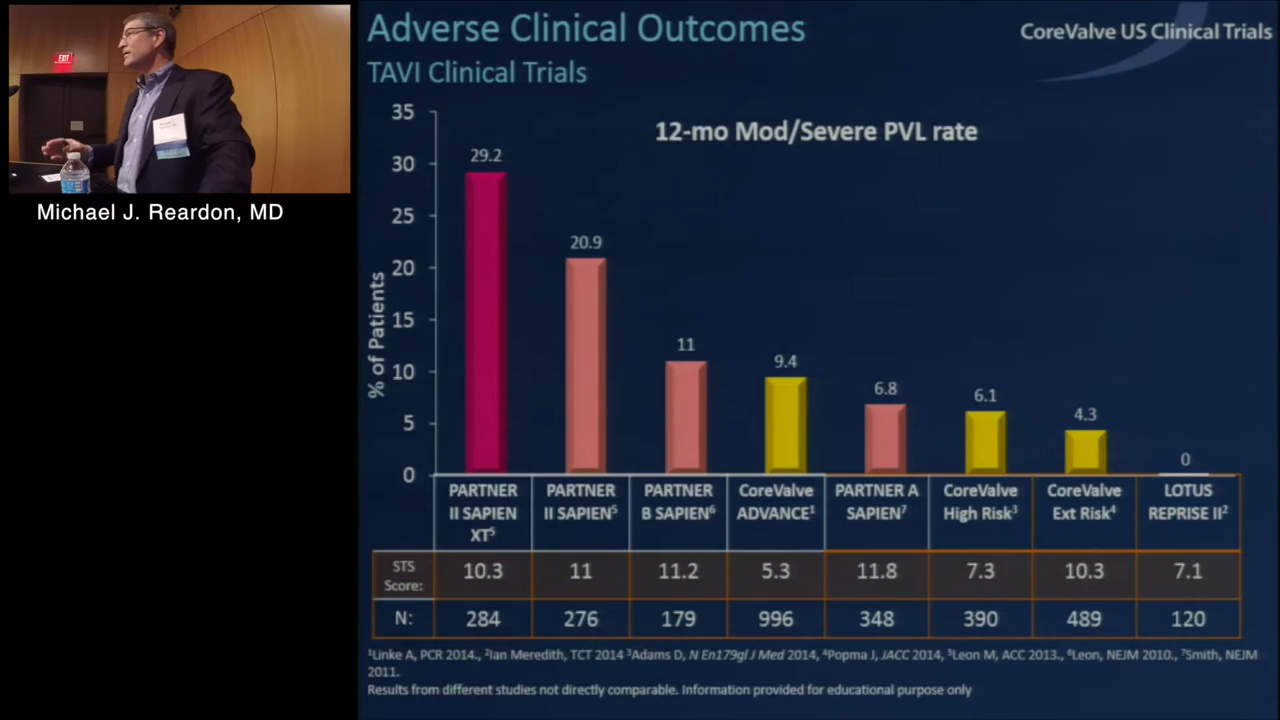 EXIT
Michael J. Reardon, MD
Adverse Clinical Outcomes
CoreValve US Clinical Trials
TAVI Clinical Trials
12-mo Mod/Severe PVL rate
% of Patients
35
30
25
20
15
10
5
0
29.2
20.9
11
9.4
6.8
6.1
4.3
0
PARTNER
II SAPIEN
XT⁵
PARTNER
II SAPIEN⁵
PARTNER
B SAPIEN⁶
CoreValve
ADVANCE¹
PARTNER A
SAPIEN⁷
CoreValve
High Risk³
CoreValve
Ext Risk⁴
LOTUS
REPRISE II²
STS
Score:
10.3 11 11.2 5.3 11.8 7.3 10.3 7.1
N: 284 276 179 996 348 390 489 120
¹Linke A, PCR 2014., ²Ian Meredith, TCT 2014 ³Adams D, N En179gl J Med 2014, ⁴Popma J, JACC 2014, ⁵Leon M, ACC 2013., ⁶Leon, NEJM 2010., ⁷Smith, NEJM
2011.
Results from different studies not directly comparable. Information provided for educational purpose only